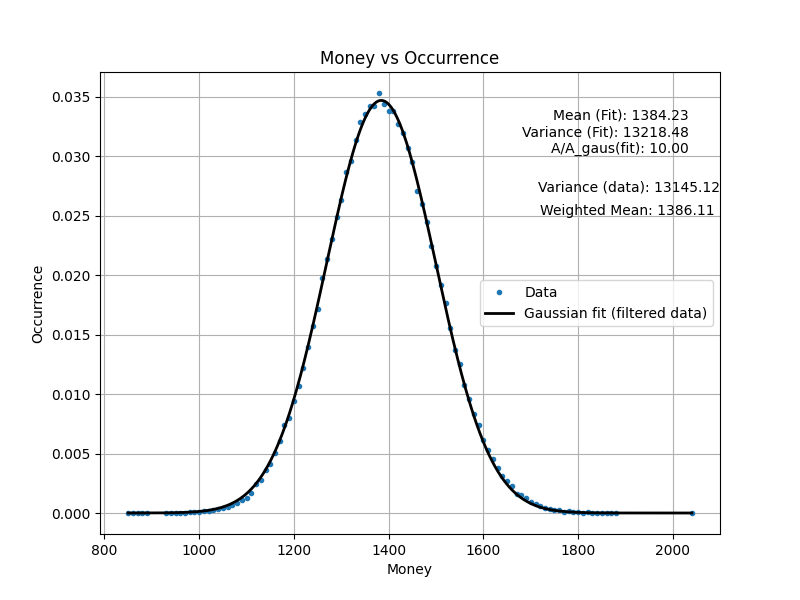 Money vs Occurrence
0.035
0.030
0.025
0.020
0.015
0.010
0.005
0.000
Occurrence
Mean (Fit): 1384.23
Variance (Fit): 13218.48
A/A_gaus(fit): 10.00
Variance (data): 13145.12
Weighted Mean: 1386.11
Data
Gaussian fit (filtered data)
800 1000 1200 1400 1600 1800 2000
Money